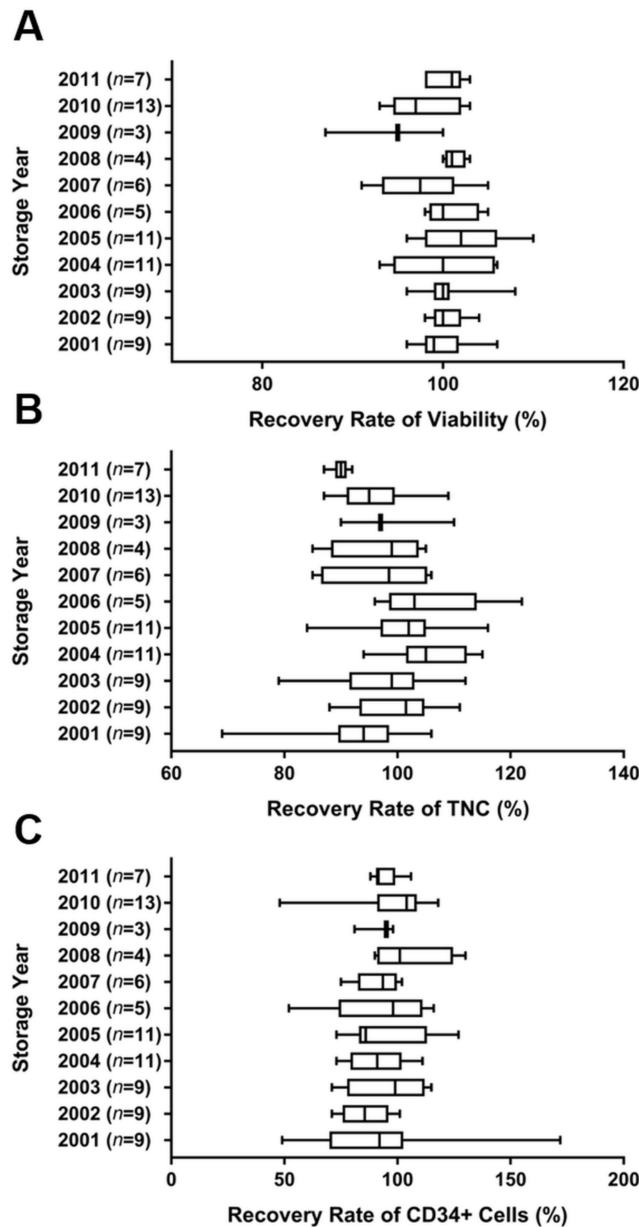 A
Storage Year
2011 (n=7)
2010 (n=13)
2009 (n=3)
2008 (n=4)
2007 (n=6)
2006 (n=5)
2005 (n=11)
2004 (n=11)
2003 (n=9)
2002 (n=9)
2001 (n=9)
80 100 120
Recovery Rate of Viability (%)
B
Storage Year
2011 (n=7)
2010 (n=13)
2009 (n=3)
2008 (n=4)
2007 (n=6)
2006 (n=5)
2005 (n=11)
2004 (n=11)
2003 (n=9)
2002 (n=9)
2001 (n=9)
60 80 100 120 140
Recovery Rate of TNC (%)
C
Storage Year
2011 (n=7)
2010 (n=13)
2009 (n=3)
2008 (n=4)
2007 (n=6)
2006 (n=5)
2005 (n=11)
2004 (n=11)
2003 (n=9)
2002 (n=9)
2001 (n=9)
0 50 100 150 200
Recovery Rate of CD34+ Cells (%)